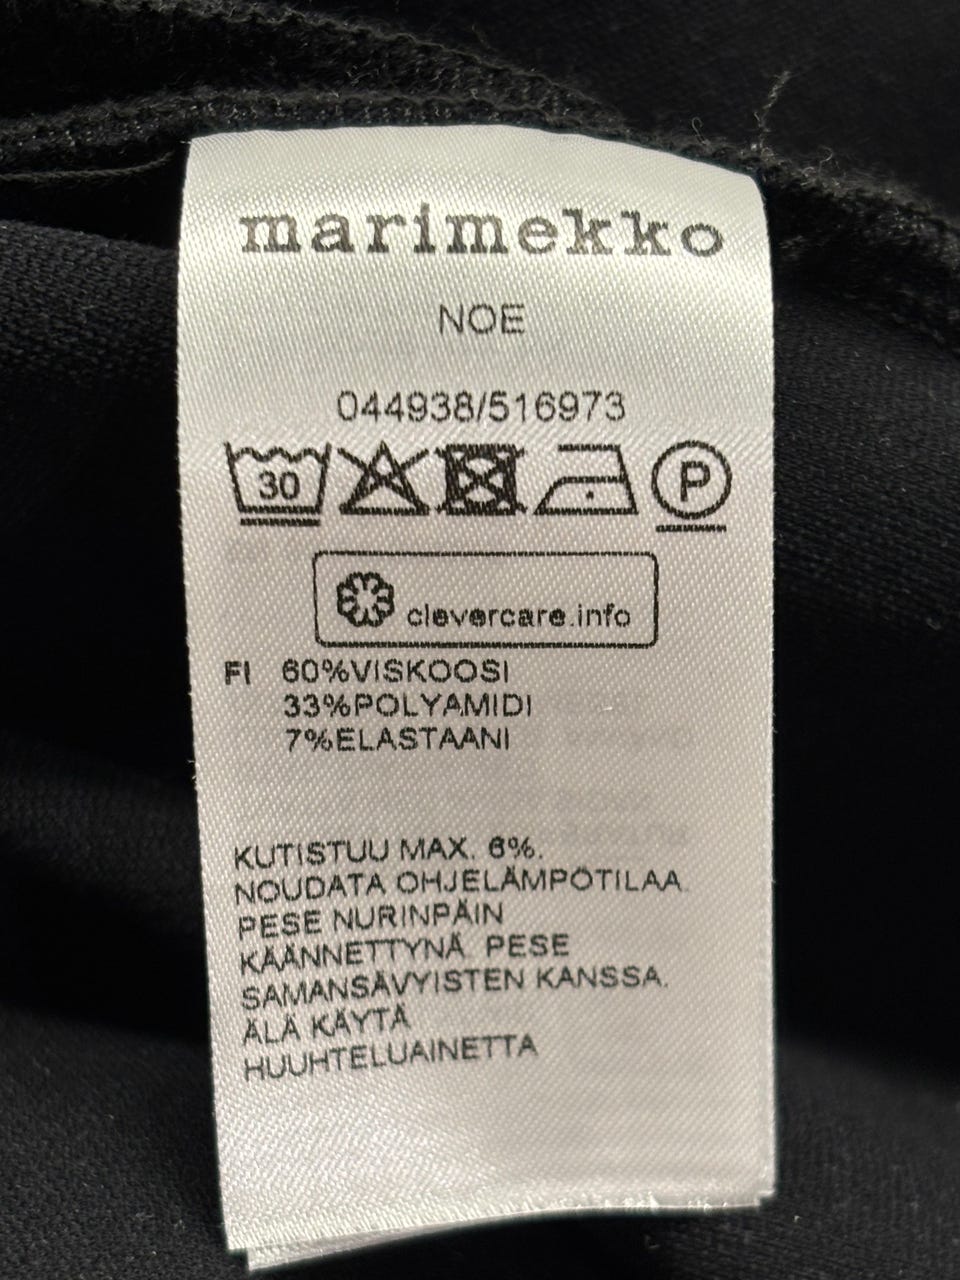 marimekko
NOE
044938/516973
30 P
clevercare.info
FI 60%VISKOOSI
33%POLYAMIDI
7%ELASTAANI
KUTISTUU MAX. 6%.
NOUDATA OHJELÄMPÖTILAA.
PESE NURINPÄIN
KÄÄNNETTYNÄ. PESE
SAMANSÄVYISTEN KANSSA.
ÄLÄ KÄYTÄ
HUUHTELUAINETTA